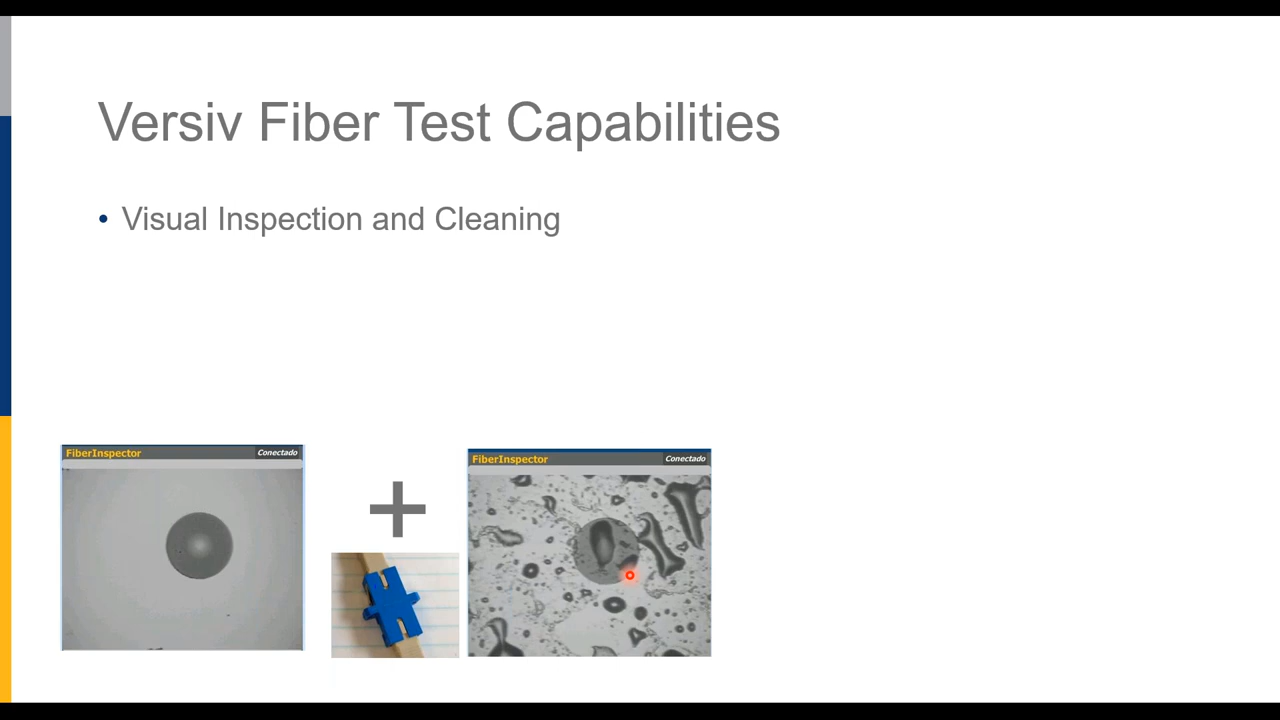 Versiv Fiber Test Capabilities
• Visual Inspection and Cleaning
FiberInspector Conectado
+
FiberInspector Conectado